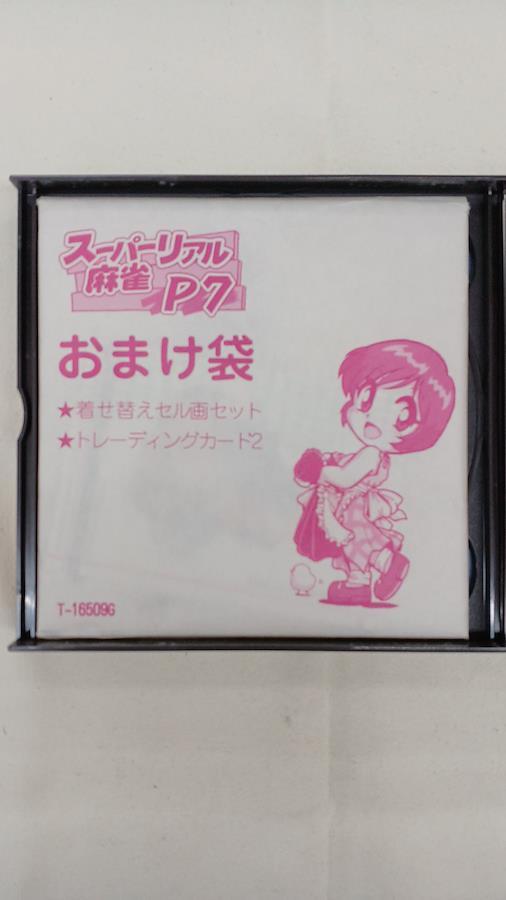 スーパーリアル
麻雀 P7
おまけ袋
★着せ替えセル画セット
★トレーディングカード2
T-16509G